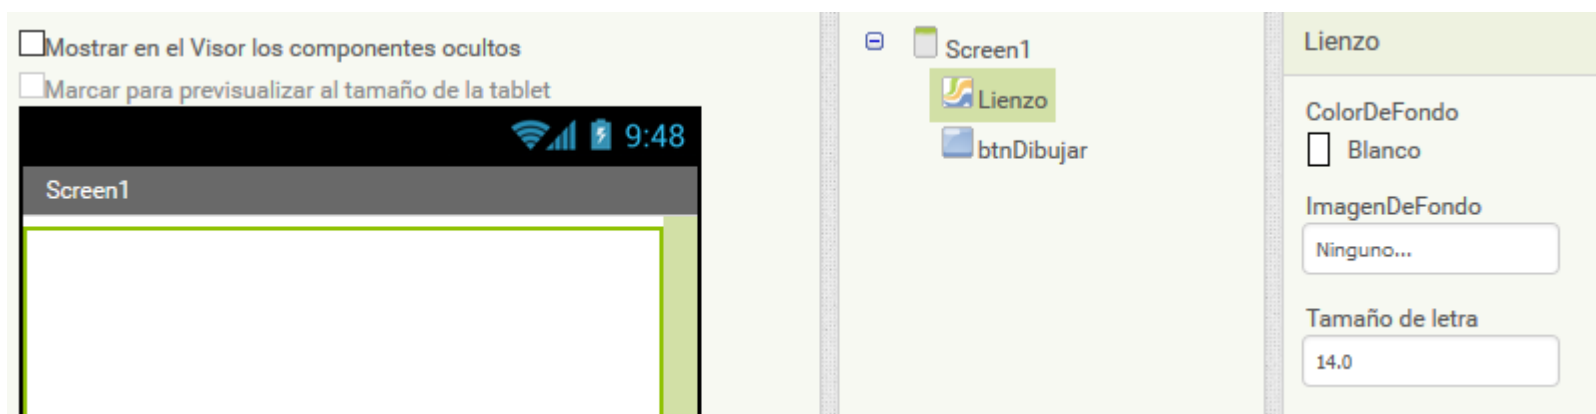 Mostrar en el Visor los componentes ocultos
Marcar para previsualizar al tamaño de la tablet
9:48
Screen1
Screen1
Lienzo
btnDibujar
Lienzo
ColorDeFondo
Blanco
ImagenDeFondo
Ninguno...
Tamaño de letra
14.0